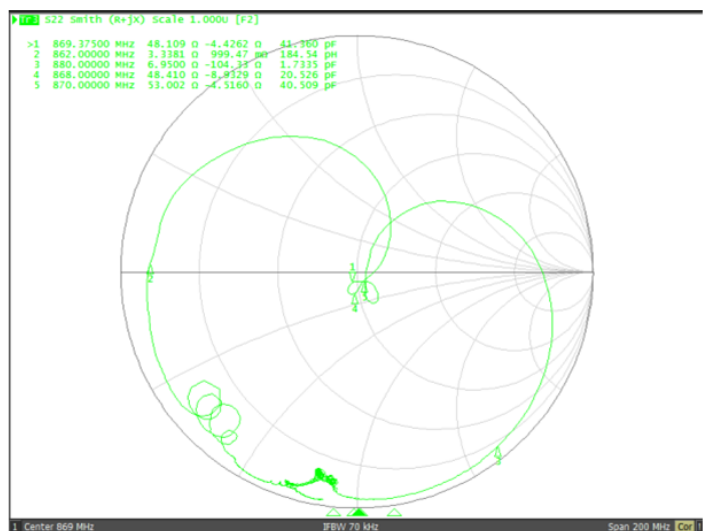 Tr3 S22 Smith (R+jX) Scale 1.000U [F2]
>1 869.37500 MHz 48.109 Ω -4.4262 Ω 41.360 pF
2 862.00000 MHz 3.3381 Ω 999.47 mΩ 184.54 pH
3 880.00000 MHz 6.9500 Ω -104.33 Ω 1.7335 pF
4 868.00000 MHz 48.410 Ω -8.9329 Ω 20.526 pF
5 870.00000 MHz 53.002 Ω -4.5160 Ω 40.509 pF
1
4
1 Center 869 MHz IFBW 70 kHz Span 200 MHz Cor